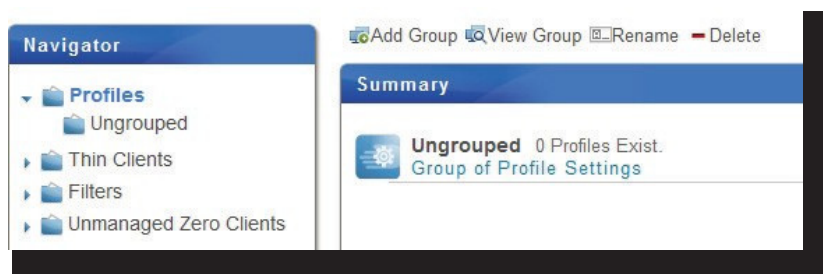 Navigator
Profiles
Ungrouped
Thin Clients
Filters
Unmanaged Zero Clients
Add Group View Group Rename Delete
Summary
Ungrouped 0 Profiles Exist.
Group of Profile Settings